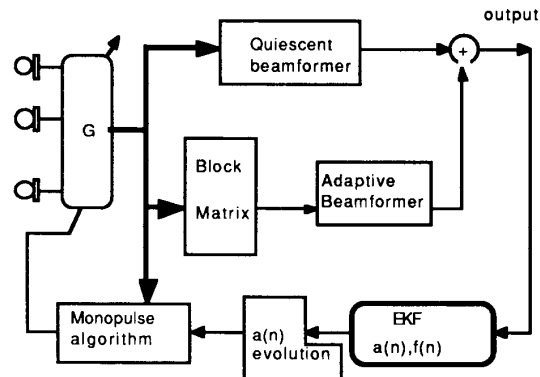 output
Quiescent
beamformer
+
G
Block
Matrix
Adaptive
Beamformer
Monopulse
algorithm
a(n)
evolution
EKF
a(n),f(n)